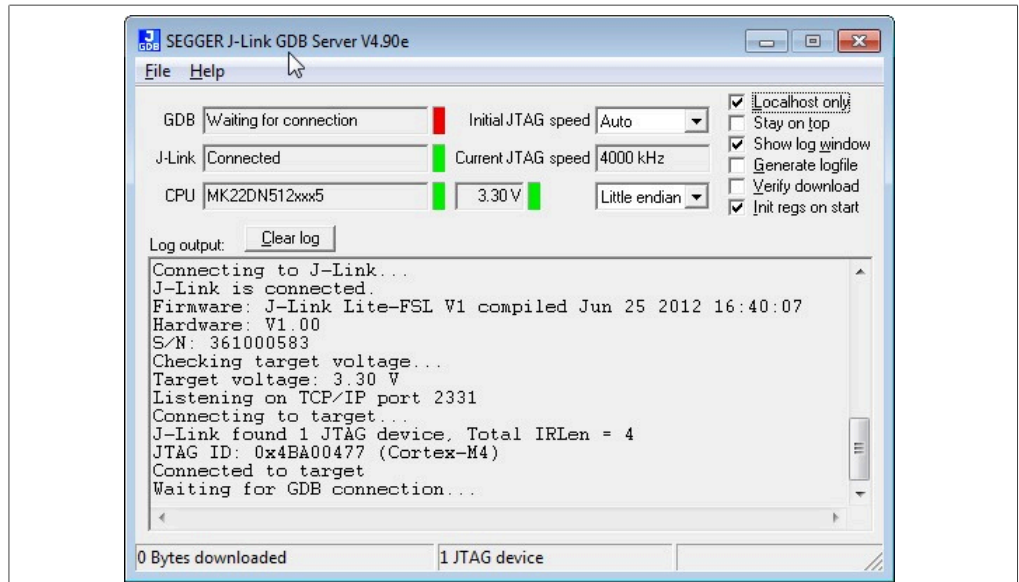 J GDB SEGGER J-Link GDB Server V4.90e
File Help
GDB Waiting for connection Initial JTAG speed Auto
J-Link Connected Current JTAG speed 4000 kHz
CPU MK22DN512xxx5 3.30 V Little endian
Localhost only
Stay on top
Show log window
Generate logfile
Verify download
Init regs on start
Log output: Clear log
Connecting to J-Link...
J-Link is connected.
Firmware: J-Link Lite-FSL V1 compiled Jun 25 2012 16:40:07
Hardware: V1.00
S/N: 361000583
Checking target voltage...
Target voltage: 3.30 V
Listening on TCP/IP port 2331
Connecting to target...
J-Link found 1 JTAG device, Total IRLen = 4
JTAG ID: 0x4BA00477 (Cortex-M4)
Connected to target
Waiting for GDB connection...
0 Bytes downloaded 1 JTAG device